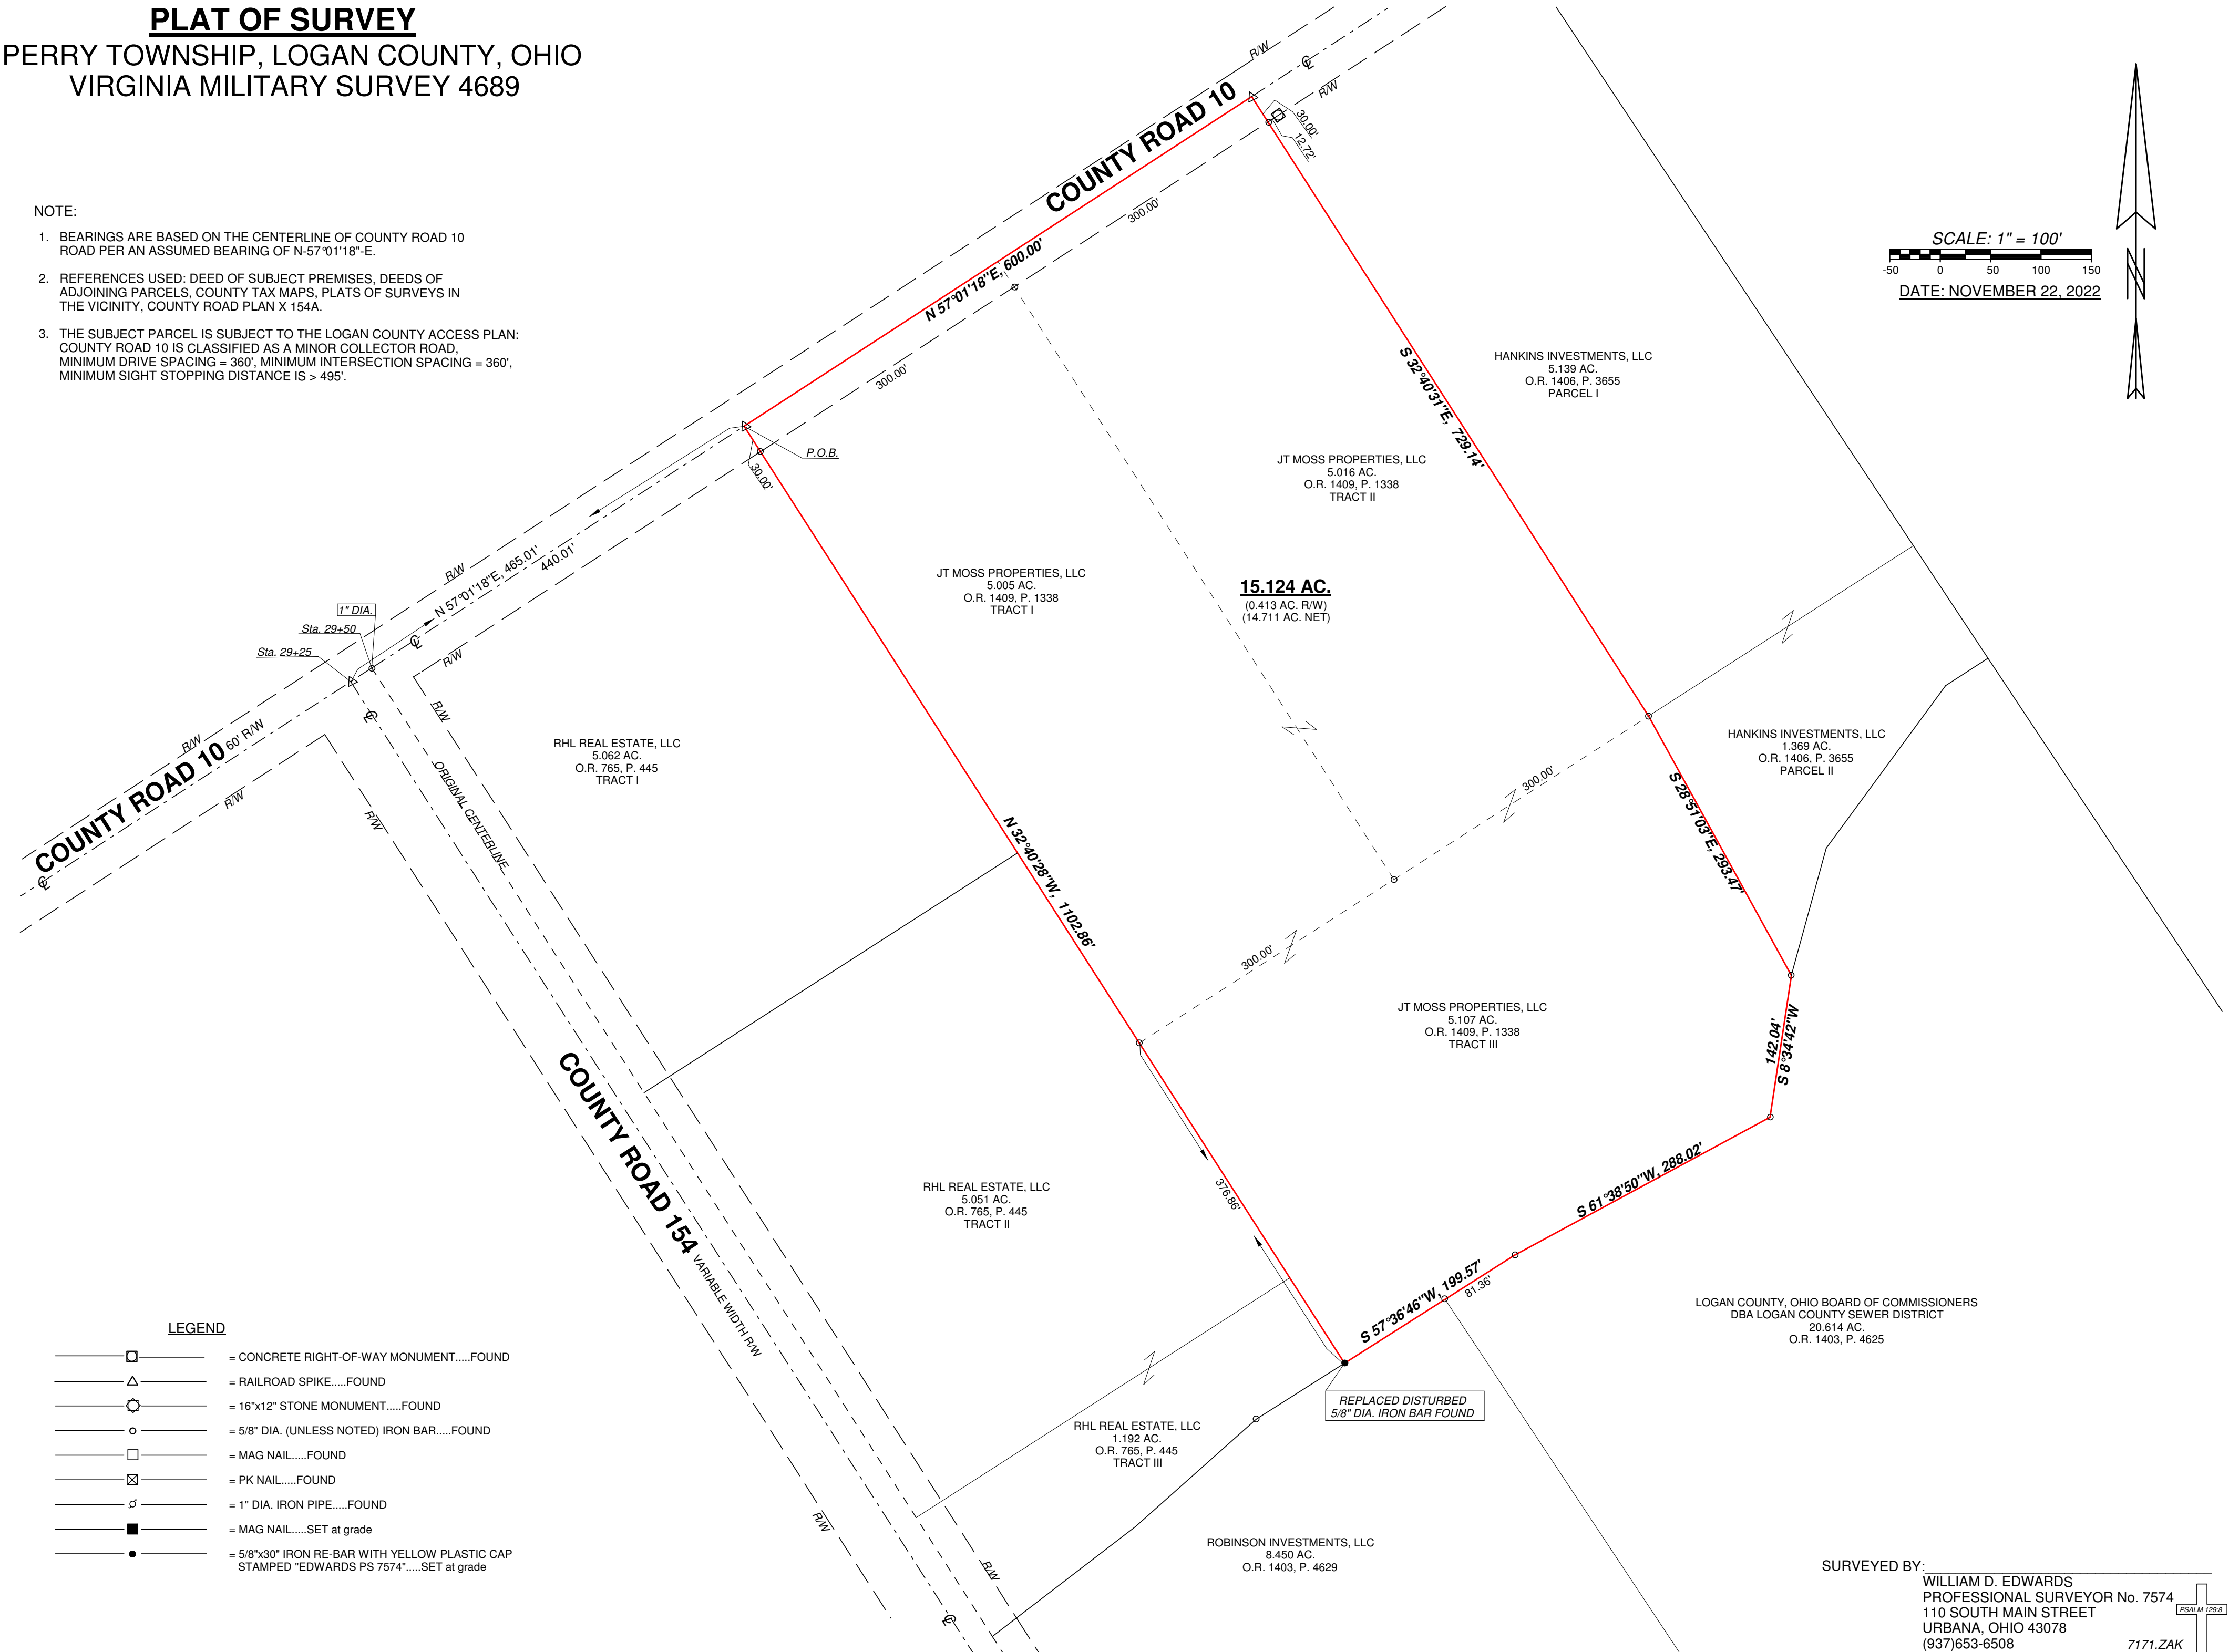 PLAT OF SURVEY
PERRY TOWNSHIP, LOGAN COUNTY, OHIO
VIRGINIA MILITARY SURVEY 4689
NOTE:
1. BEARINGS ARE BASED ON THE CENTERLINE OF COUNTY ROAD 10
ROAD PER AN ASSUMED BEARING OF N-57°01'18"-E.
2. REFERENCES USED: DEED OF SUBJECT PREMISES, DEEDS OF
ADJOINING PARCELS, COUNTY TAX MAPS, PLATS OF SURVEYS IN
THE VICINITY, COUNTY ROAD PLAN X 154A.
3. THE SUBJECT PARCEL IS SUBJECT TO THE LOGAN COUNTY ACCESS PLAN:
COUNTY ROAD 10 IS CLASSIFIED AS A MINOR COLLECTOR ROAD,
MINIMUM DRIVE SPACING = 360', MINIMUM INTERSECTION SPACING = 360',
MINIMUM SIGHT STOPPING DISTANCE IS > 495'.
R/W
℄
R/W
COUNTY ROAD 10
30.00'
12.72'
300.00'
N 57°01'18"E, 600.00'
300.00'
P.O.B.
30.00'
SCALE: 1" = 100'
-50 0 50 100 150
DATE: NOVEMBER 22, 2022
N
S 32°40'31"E, 729.14'
HANKINS INVESTMENTS, LLC
5.139 AC.
O.R. 1406, P. 3655
PARCEL I
JT MOSS PROPERTIES, LLC
5.016 AC.
O.R. 1409, P. 1338
TRACT II
JT MOSS PROPERTIES, LLC
5.005 AC.
O.R. 1409, P. 1338
TRACT I
15.124 AC.
(0.413 AC. R/W)
(14.711 AC. NET)
N 57°01'18"E, 465.01'
440.01'
R/W
1" DIA.
Sta. 29+50
Sta. 29+25
℄
R/W
R/W
COUNTY ROAD 10 60' R/W
R/W
℄
℄
R/W
R/W
ORIGINAL CENTERLINE
RHL REAL ESTATE, LLC
5.062 AC.
O.R. 765, P. 445
TRACT I
HANKINS INVESTMENTS, LLC
1.369 AC.
O.R. 1406, P. 3655
PARCEL II
300.00'
S 28°51'03"E, 293.47'
N 32°40'28"W, 1102.86'
300.00'
JT MOSS PROPERTIES, LLC
5.107 AC.
O.R. 1409, P. 1338
TRACT III
142.04'
S 8°34'42"W
S 61°38'50"W, 288.02'
COUNTY ROAD 154 VARIABLE WIDTH R/W
RHL REAL ESTATE, LLC
5.051 AC.
O.R. 765, P. 445
TRACT II
376.86'
S 57°36'46"W, 199.57'
81.36'
LOGAN COUNTY, OHIO BOARD OF COMMISSIONERS
DBA LOGAN COUNTY SEWER DISTRICT
20.614 AC.
O.R. 1403, P. 4625
REPLACED DISTURBED
5/8" DIA. IRON BAR FOUND
RHL REAL ESTATE, LLC
1.192 AC.
O.R. 765, P. 445
TRACT III
R/W
R/W
℄
ROBINSON INVESTMENTS, LLC
8.450 AC.
O.R. 1403, P. 4629
LEGEND
= CONCRETE RIGHT-OF-WAY MONUMENT.....FOUND
= RAILROAD SPIKE.....FOUND
= 16"x12" STONE MONUMENT.....FOUND
= 5/8" DIA. (UNLESS NOTED) IRON BAR.....FOUND
= MAG NAIL.....FOUND
= PK NAIL.....FOUND
= 1" DIA. IRON PIPE.....FOUND
= MAG NAIL.....SET at grade
= 5/8"x30" IRON RE-BAR WITH YELLOW PLASTIC CAP
STAMPED "EDWARDS PS 7574".....SET at grade
SURVEYED BY:
WILLIAM D. EDWARDS
PROFESSIONAL SURVEYOR No. 7574
110 SOUTH MAIN STREET
URBANA, OHIO 43078
(937)653-6508
PSALM 129:8
7171.ZAK